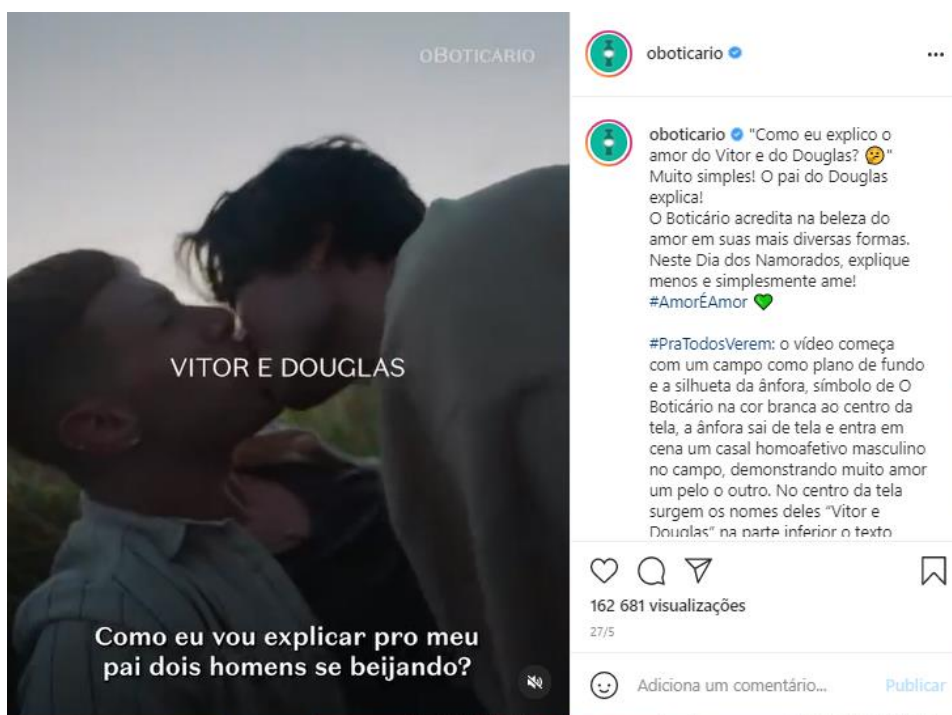 oBOTICÁRIO
VITOR E DOUGLAS
Como eu vou explicar pro meu
pai dois homens se beijando?
oboticario
oboticario "Como eu explico o
amor do Vitor e do Douglas? 🫤"
Muito simples! O pai do Douglas
explica!
O Boticário acredita na beleza do
amor em suas mais diversas formas.
Neste Dia dos Namorados, explique
menos e simplesmente ame!
#AmorÉAmor 💚
#PraTodosVerem: o vídeo começa
com um campo como plano de fundo
e a silhueta da ânfora, símbolo de O
Boticário na cor branca ao centro da
tela, a ânfora sai de tela e entra em
cena um casal homoafetivo masculino
no campo, demonstrando muito amor
um pelo o outro. No centro da tela
surgem os nomes deles “Vitor e
Douglas” na parte inferior o texto
162 681 visualizações
27/5
Adiciona um comentário...
Publicar